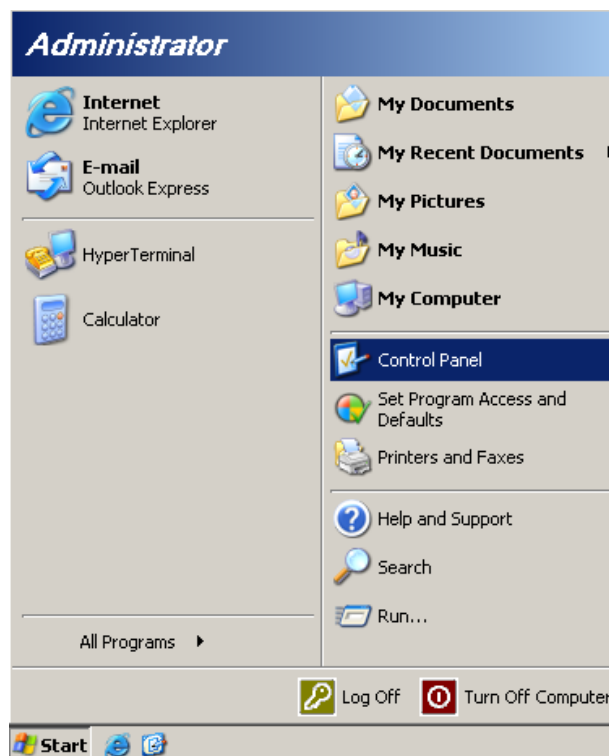 Administrator
Internet
Internet Explorer
E-mail
Outlook Express
HyperTerminal
Calculator
All Programs
My Documents
My Recent Documents
My Pictures
My Music
My Computer
Control Panel
Set Program Access and
Defaults
Printers and Faxes
Help and Support
Search
Run...
Log Off
Turn Off Computer
Start